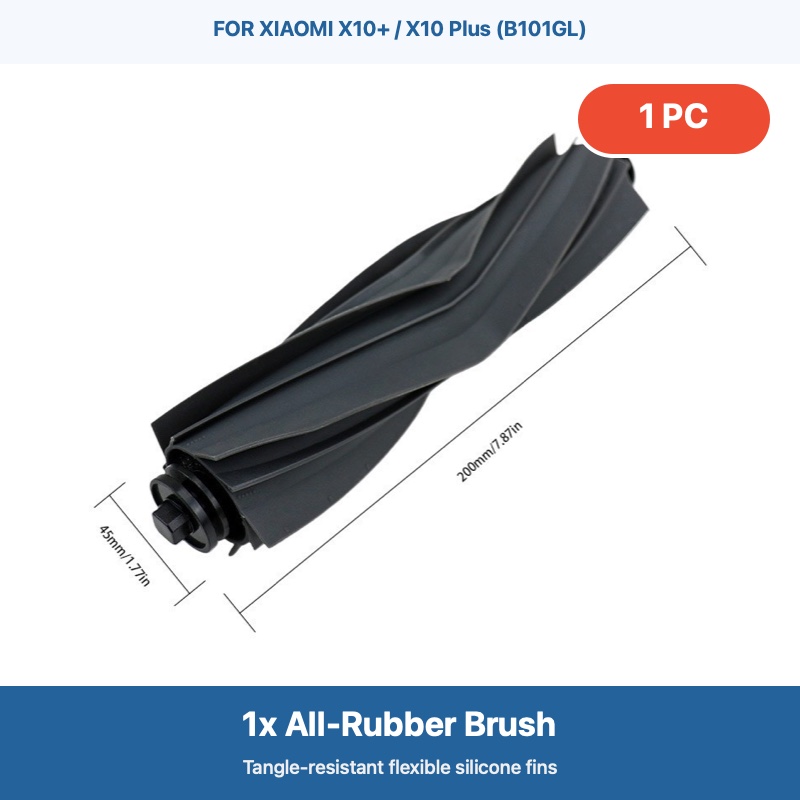 FOR XIAOMI X10+ / X10 Plus (B101GL)
1 PC
200mm/7.87in
45mm/1.77in
1x All-Rubber Brush
Tangle-resistant flexible silicone fins